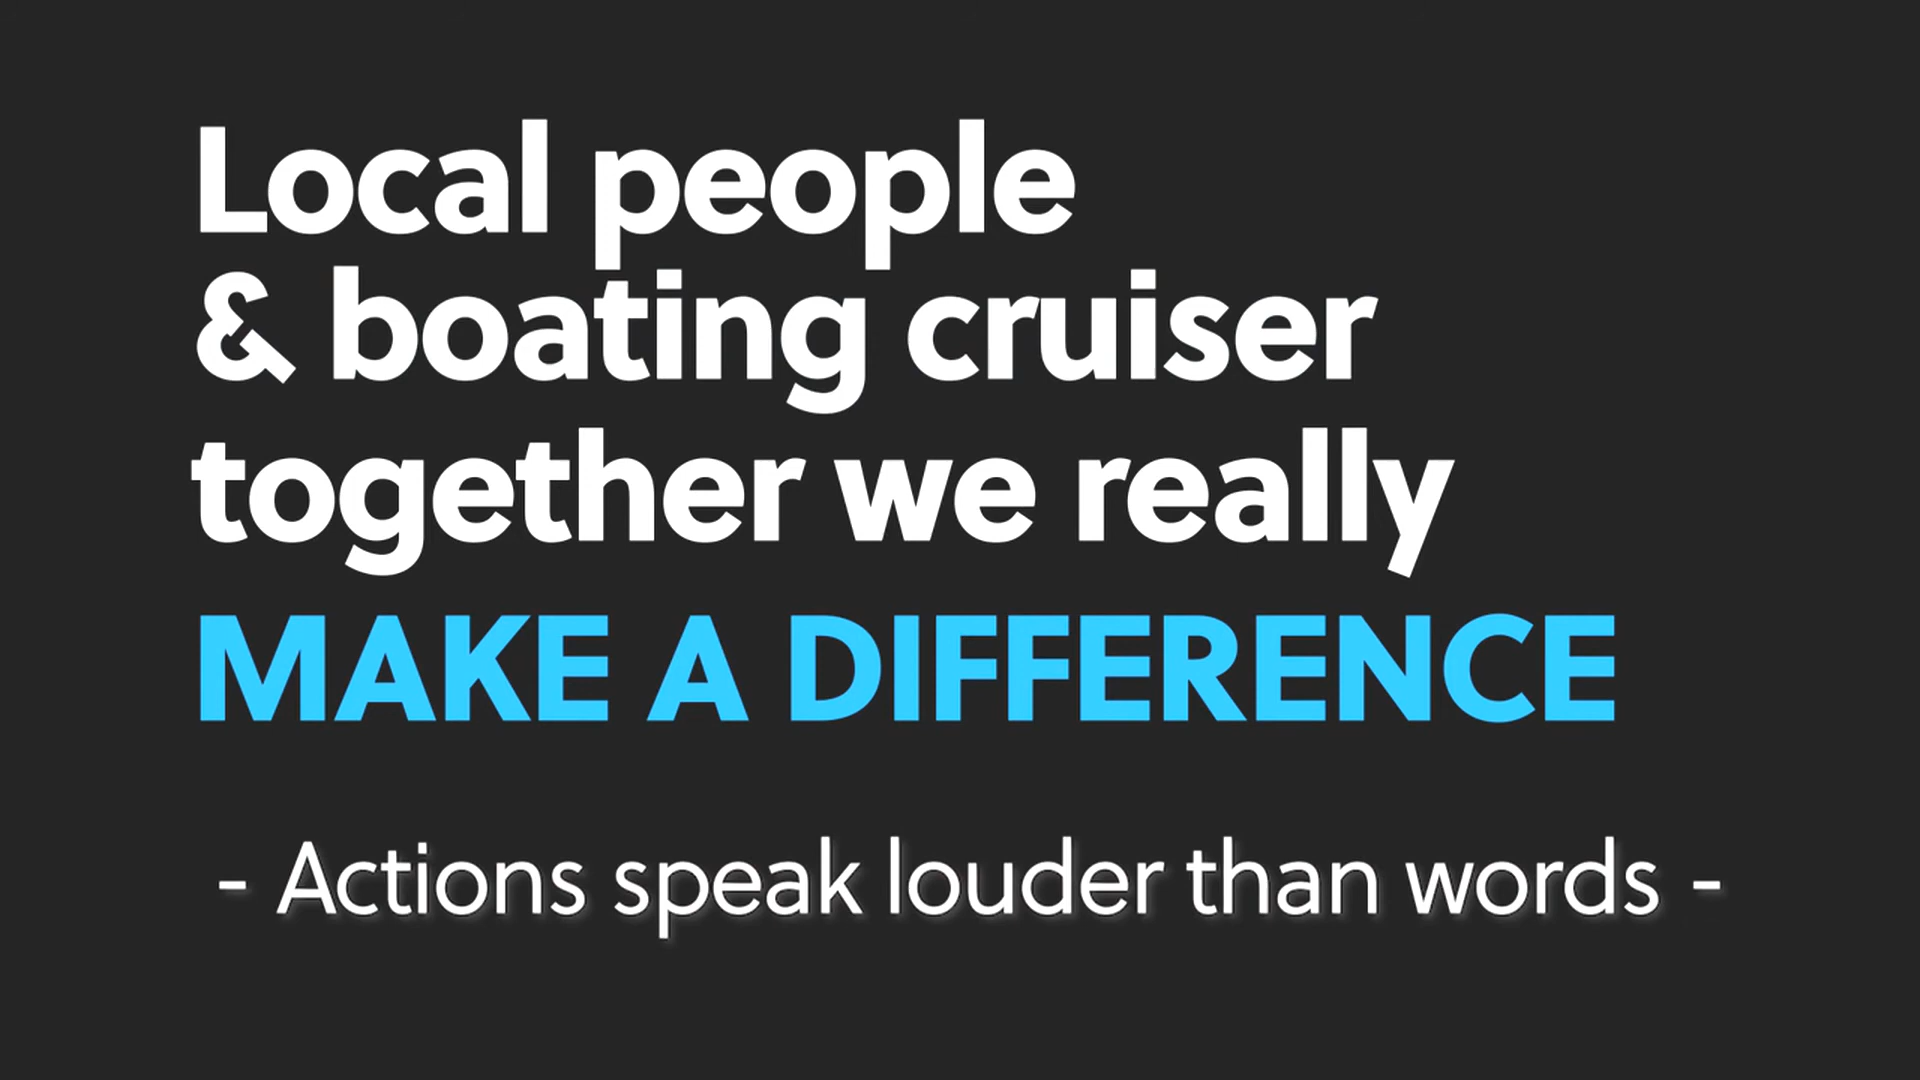 Local people
& boating cruiser
together we really
MAKE A DIFFERENCE
- Actions speak louder than words -